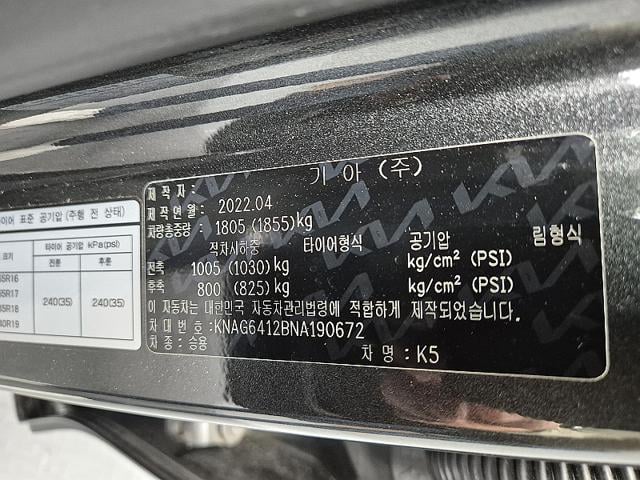 타이어 표준 공기압 (주행 전 상태)
크기 타이어 공기압 kPa(psi)
전륜 후륜
5R16
5R17
5R18
0R19
240(35) 240(35)
제작자: 기아 (주)
제작연월: 2022.04
차량총중량: 1805 (1855)kg
적차시하중 타이어형식 공기압 림형식
전축 1005 (1030) kg kg/cm² (PSI)
후축 800 (825) kg kg/cm² (PSI)
이 자동차는 대한민국 자동차관리법령에 적합하게 제작되었습니다.
차대번호: KNAG6412BNA190672
차종: 승용 차명: K5